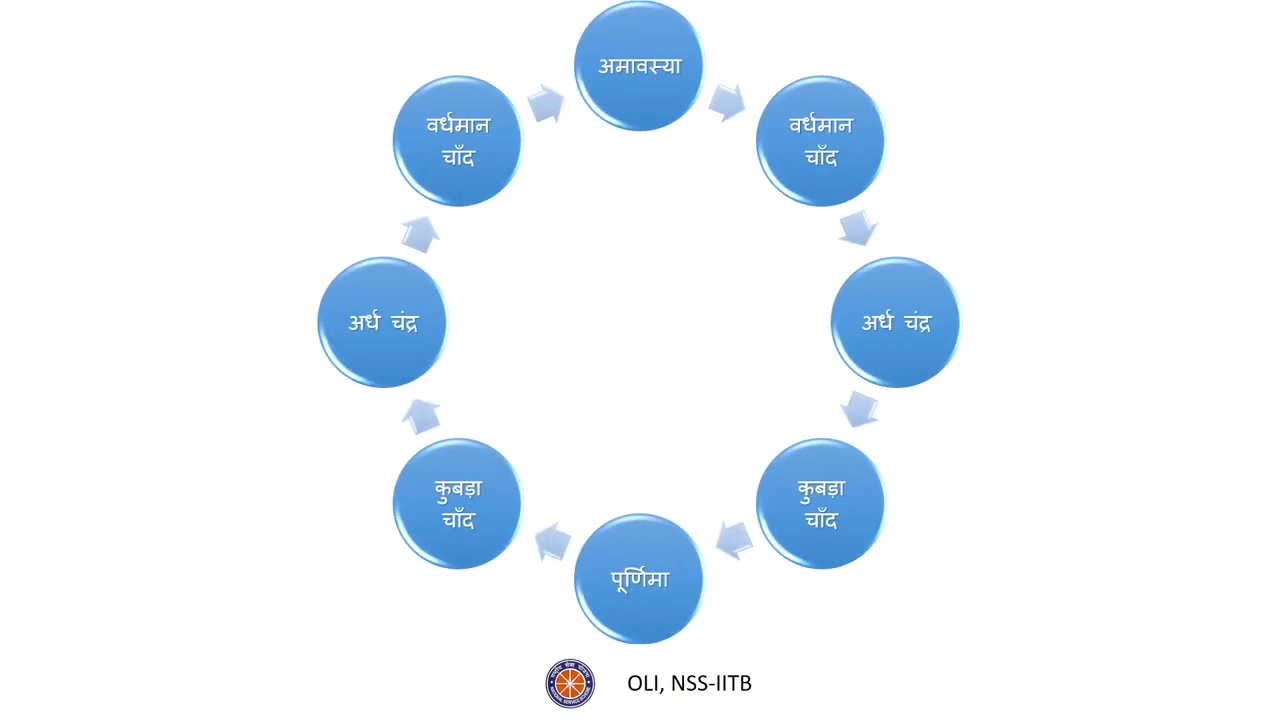 अमावस्या
वर्धमान
चाँद
अर्ध चंद्र
कुबड़ा
चाँद
पूर्णिमा
कुबड़ा
चाँद
अर्ध चंद्र
वर्धमान
चाँद
OLI, NSS-IITB